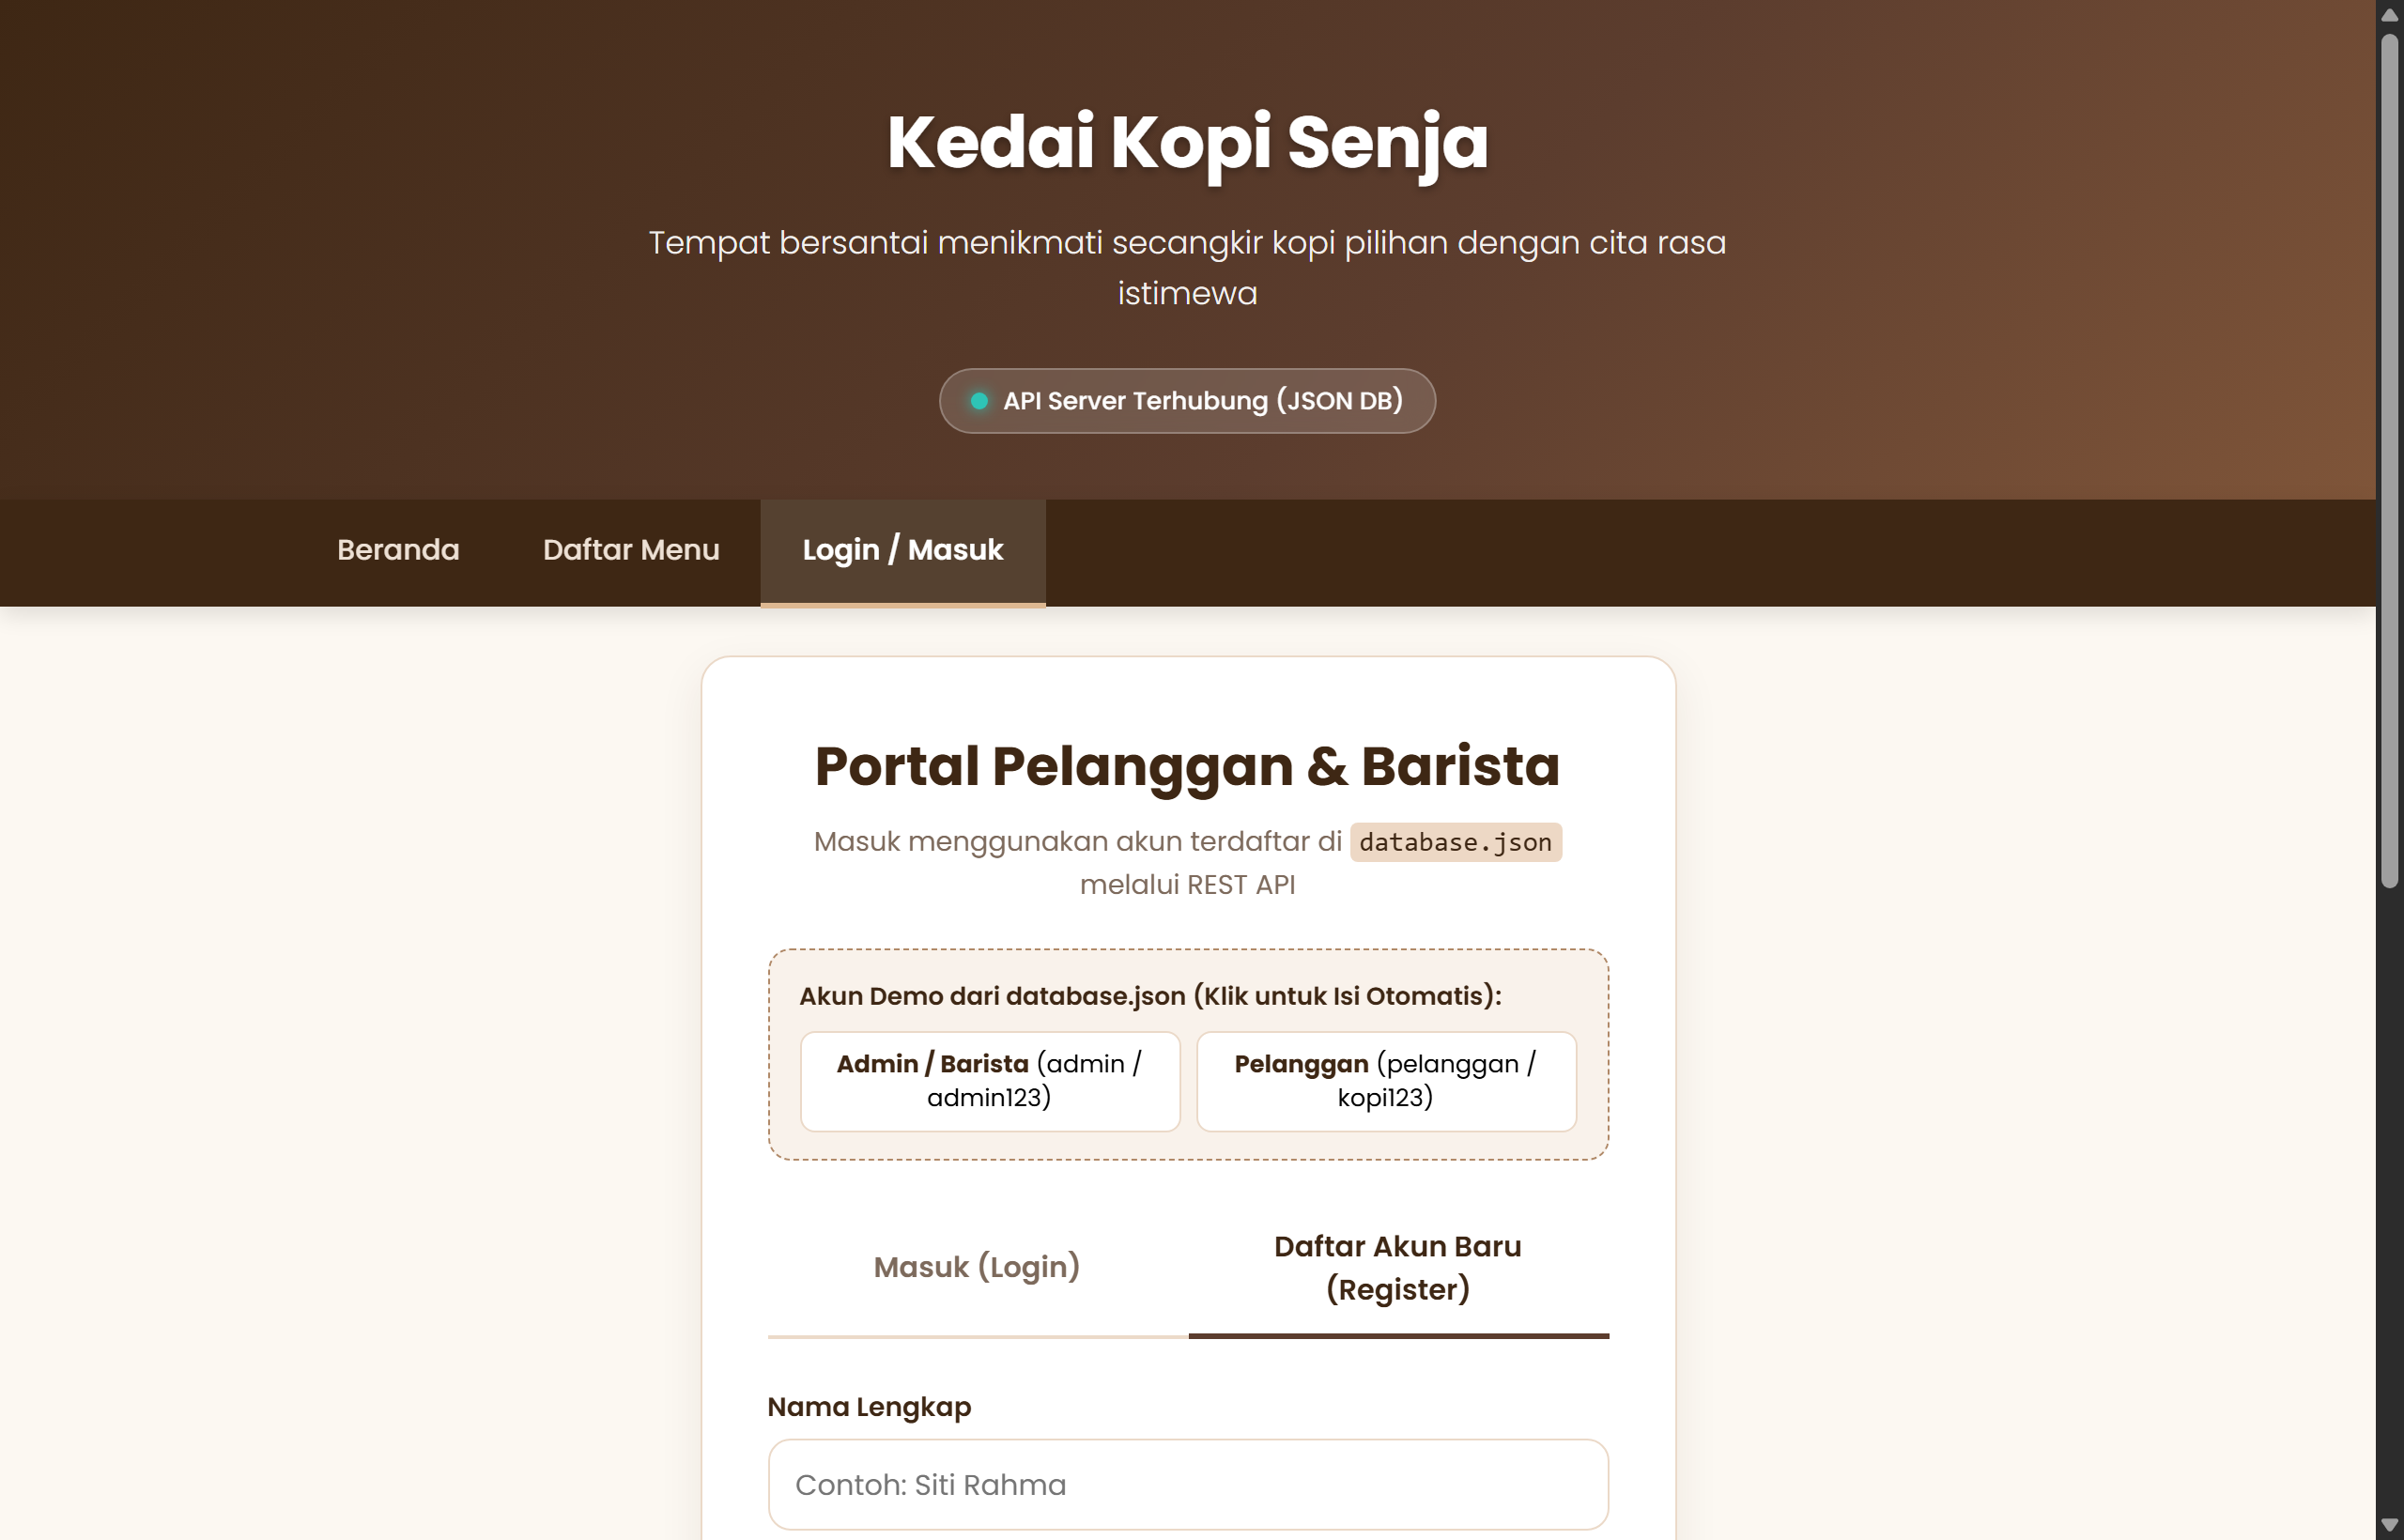 Kedai Kopi Senja
Tempat bersantai menikmati secangkir kopi pilihan dengan cita rasa
istimewa
API Server Terhubung (JSON DB)
Beranda
Daftar Menu
Login / Masuk
Portal Pelanggan & Barista
Masuk menggunakan akun terdaftar di database.json
melalui REST API
Akun Demo dari database.json (Klik untuk Isi Otomatis):
Admin / Barista (admin /
admin123)
Pelanggan (pelanggan /
kopi123)
Masuk (Login)
Daftar Akun Baru
(Register)
Nama Lengkap
Contoh: Siti Rahma